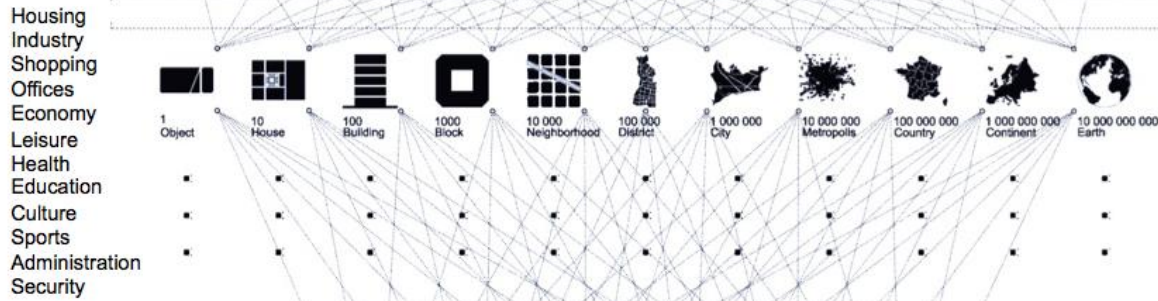 Housing
Industry
Shopping
Offices
Economy
Leisure
Health
Education
Culture
Sports
Administration
Security
1 10 100 1000 10 000 100 000 1 000 000 10 000 000 100 000 000 1 000 000 000 10 000 000 000
Object House Building Block Neighborhood District City Metropolis Country Continent Earth